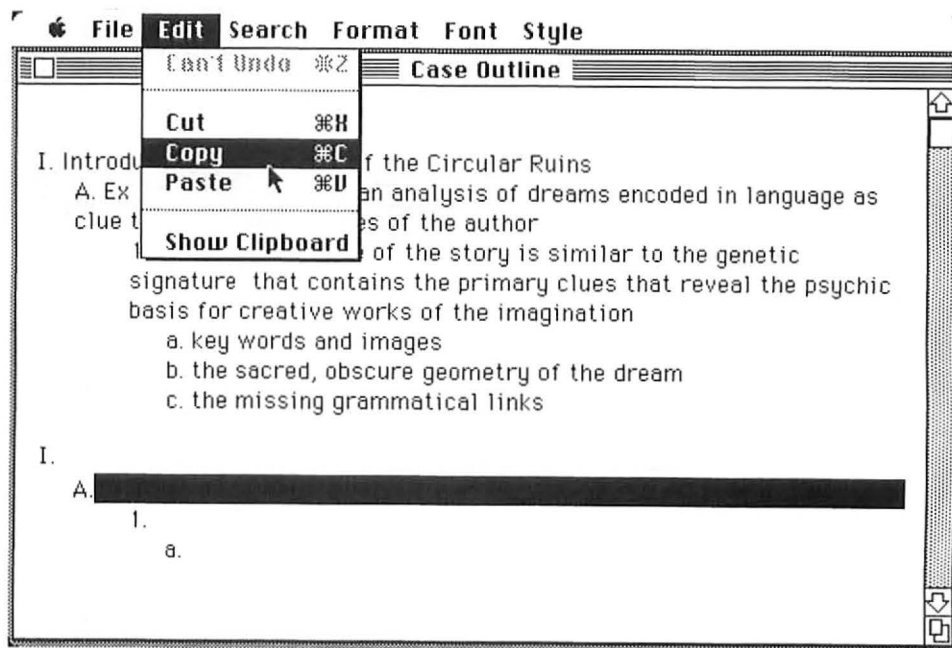 File Edit Search Format Font Style
Case Outline
Can't Undo ⌘Z
Cut ⌘X
Copy ⌘C
Paste ⌘V
Show Clipboard
I. Introdu f the Circular Ruins
A. Ex an analysis of dreams encoded in language as
clue t es of the author
1 e of the story is similar to the genetic
signature that contains the primary clues that reveal the psychic
basis for creative works of the imagination
a. key words and images
b. the sacred, obscure geometry of the dream
c. the missing grammatical links
I.
A.
1.
a.